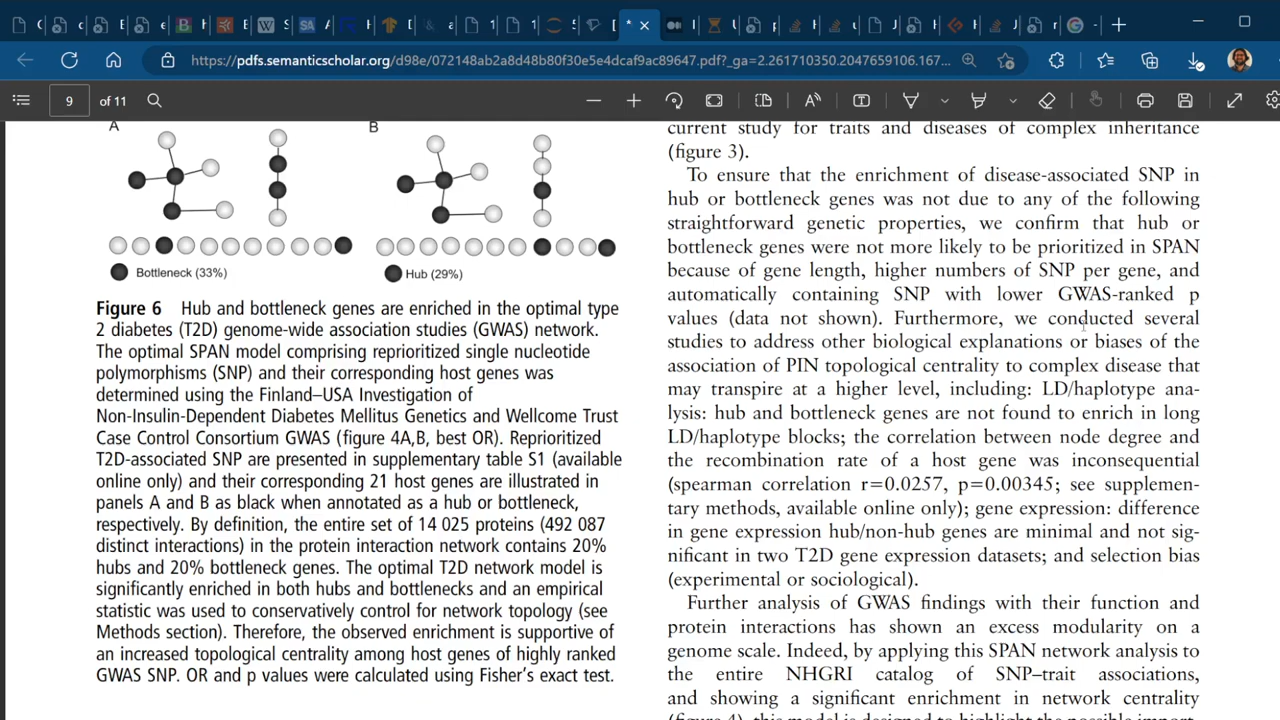 https://pdfs.semanticscholar.org/d98e/072148ab2a8d48b80f30e5e4dcaf9ac89647.pdf?_ga=2.261710350.2047659106.167...
9 of 11
A
B
Bottleneck (33%)
Hub (29%)
Figure 6 Hub and bottleneck genes are enriched in the optimal type
2 diabetes (T2D) genome-wide association studies (GWAS) network.
The optimal SPAN model comprising reprioritized single nucleotide
polymorphisms (SNP) and their corresponding host genes was
determined using the Finland–USA Investigation of
Non-Insulin-Dependent Diabetes Mellitus Genetics and Wellcome Trust
Case Control Consortium GWAS (figure 4A,B, best OR). Reprioritized
T2D-associated SNP are presented in supplementary table S1 (available
online only) and their corresponding 21 host genes are illustrated in
panels A and B as black when annotated as a hub or bottleneck,
respectively. By definition, the entire set of 14 025 proteins (492 087
distinct interactions) in the protein interaction network contains 20%
hubs and 20% bottleneck genes. The optimal T2D network model is
significantly enriched in both hubs and bottlenecks and an empirical
statistic was used to conservatively control for network topology (see
Methods section). Therefore, the observed enrichment is supportive of
an increased topological centrality among host genes of highly ranked
GWAS SNP. OR and p values were calculated using Fisher's exact test.
current study for traits and diseases of complex inheritance
(figure 3).
To ensure that the enrichment of disease-associated SNP in
hub or bottleneck genes was not due to any of the following
straightforward genetic properties, we confirm that hub or
bottleneck genes were not more likely to be prioritized in SPAN
because of gene length, higher numbers of SNP per gene, and
automatically containing SNP with lower GWAS-ranked p
values (data not shown). Furthermore, we conducted several
studies to address other biological explanations or biases of the
association of PIN topological centrality to complex disease that
may transpire at a higher level, including: LD/haplotype ana-
lysis: hub and bottleneck genes are not found to enrich in long
LD/haplotype blocks; the correlation between node degree and
the recombination rate of a host gene was inconsequential
(spearman correlation r=0.0257, p=0.00345; see supplemen-
tary methods, available online only); gene expression: difference
in gene expression hub/non-hub genes are minimal and not sig-
nificant in two T2D gene expression datasets; and selection bias
(experimental or sociological).
Further analysis of GWAS findings with their function and
protein interactions has shown an excess modularity on a
genome scale. Indeed, by applying this SPAN network analysis to
the entire NHGRI catalog of SNP–trait associations,
and showing a significant enrichment in network centrality
(figure 4), this model is designed to highlight the possible import-